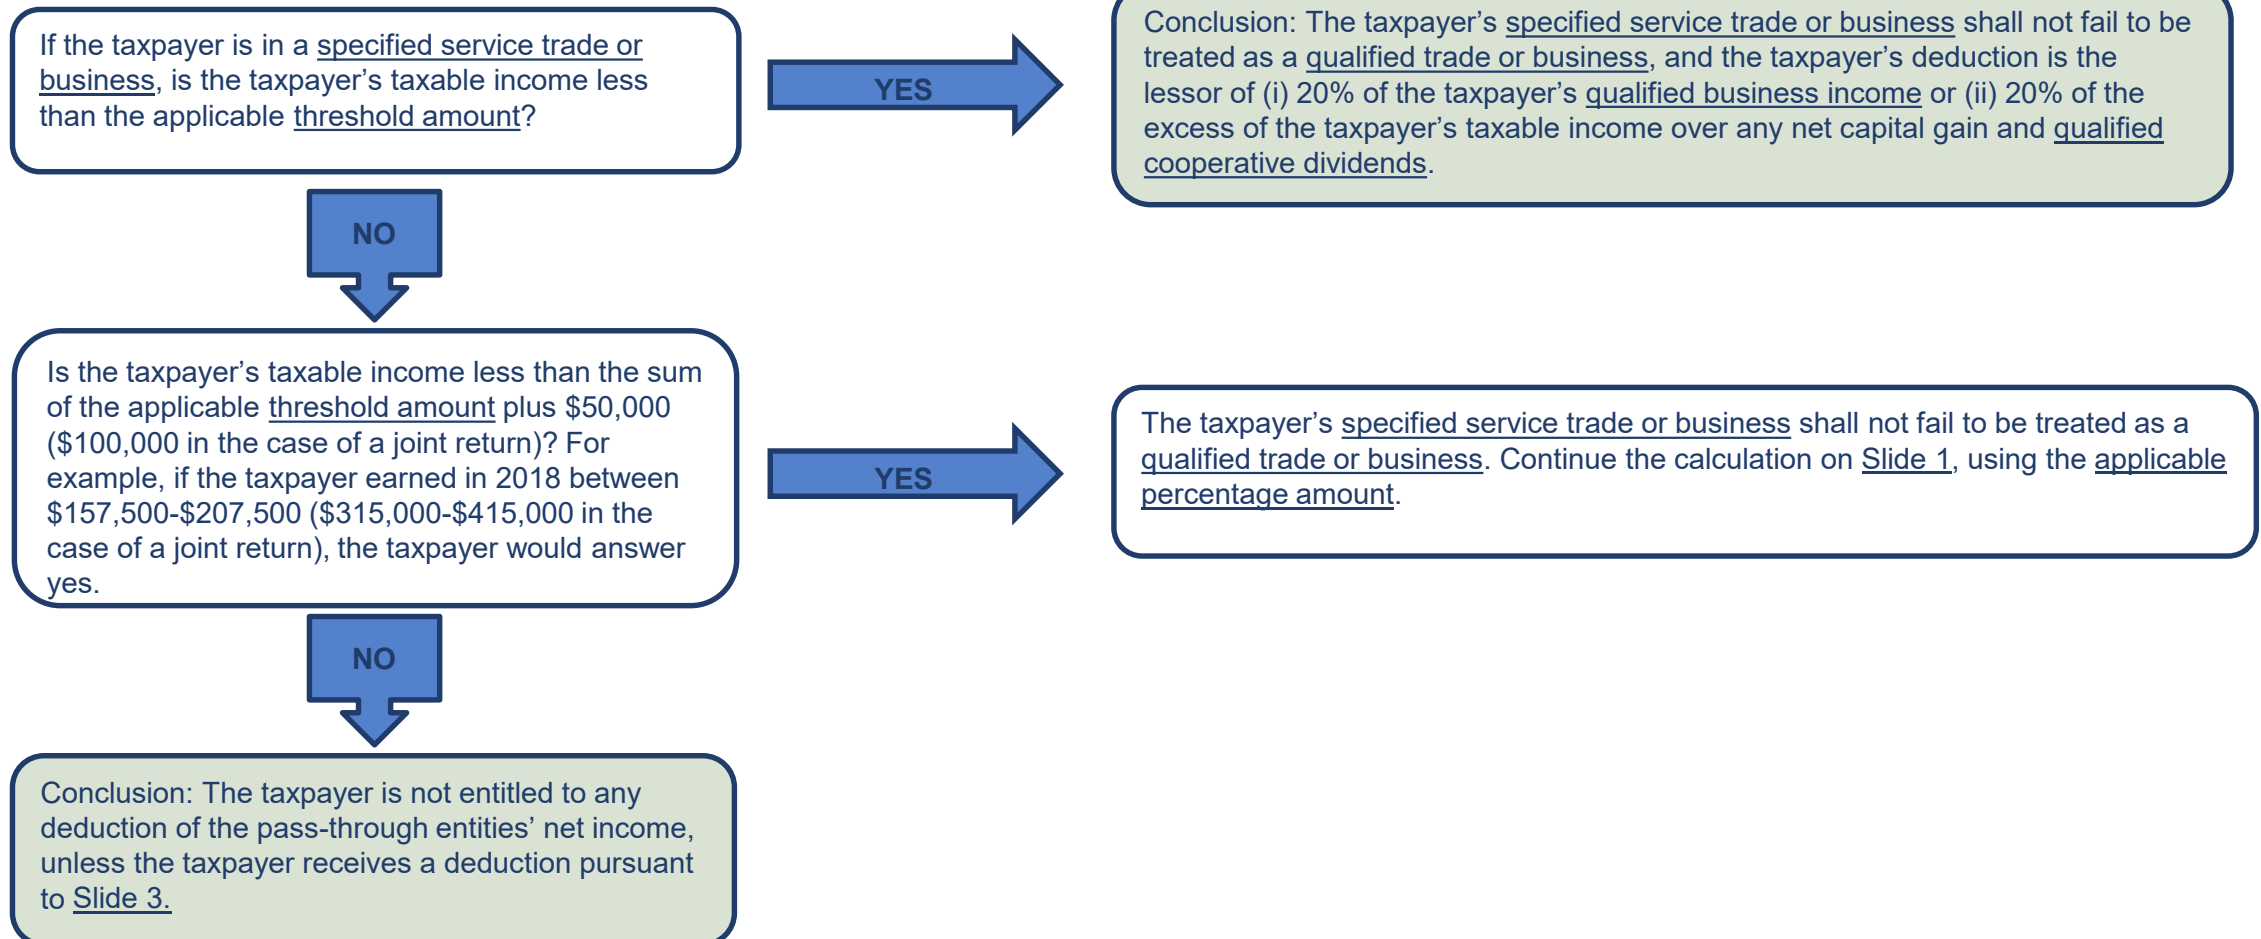 If the taxpayer is in a specified service trade or
business, is the taxpayer’s taxable income less
than the applicable threshold amount?
YES
Conclusion: The taxpayer’s specified service trade or business shall not fail to be
treated as a qualified trade or business, and the taxpayer’s deduction is the
lessor of (i) 20% of the taxpayer’s qualified business income or (ii) 20% of the
excess of the taxpayer’s taxable income over any net capital gain and qualified
cooperative dividends.
NO
Is the taxpayer’s taxable income less than the sum
of the applicable threshold amount plus $50,000
($100,000 in the case of a joint return)? For
example, if the taxpayer earned in 2018 between
$157,500-$207,500 ($315,000-$415,000 in the
case of a joint return), the taxpayer would answer
yes.
YES
The taxpayer’s specified service trade or business shall not fail to be treated as a
qualified trade or business. Continue the calculation on Slide 1, using the applicable
percentage amount.
NO
Conclusion: The taxpayer is not entitled to any
deduction of the pass-through entities’ net income,
unless the taxpayer receives a deduction pursuant
to Slide 3.